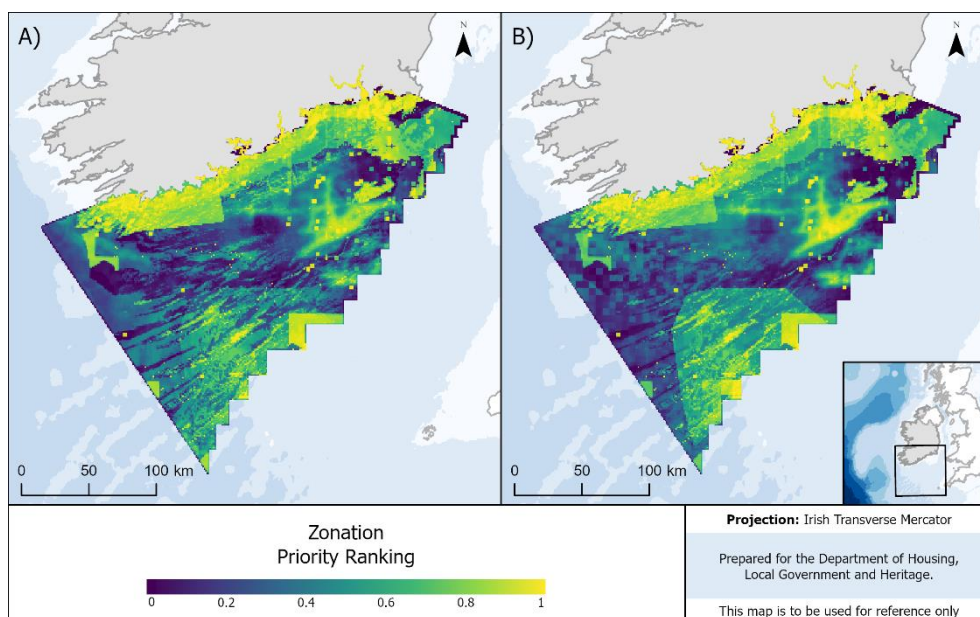 A)
N
0 50 100 km
B)
N
0 50 100 km
Zonation
Priority Ranking
0 0.2 0.4 0.6 0.8 1
Projection: Irish Transverse Mercator
Prepared for the Department of Housing,
Local Government and Heritage.
This map is to be used for reference only